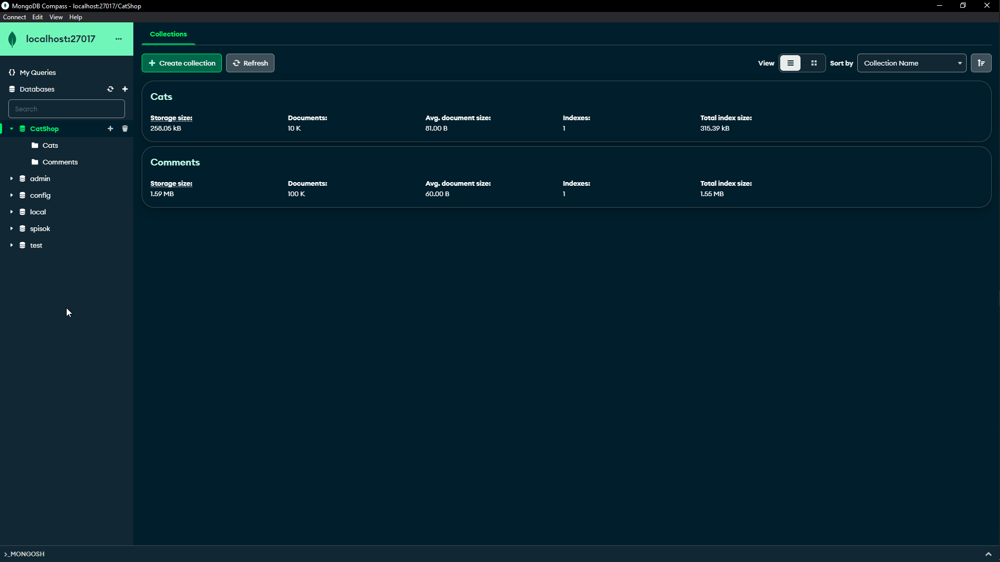 MongoDB Compass - localhost:27017/CatShop
Connect Edit View Help
localhost:27017 ...
{} My Queries
Databases
Search
CatShop
Cats
Comments
admin
config
local
spisok
test
Collections
+ Create collection Refresh
View Sort by Collection Name
Cats
Storage size: Documents: Avg. document size: Indexes: Total index size:
258.05 kB 10 K 81.00 B 1 315.39 kB
Comments
Storage size: Documents: Avg. document size: Indexes: Total index size:
1.59 MB 100 K 60.00 B 1 1.55 MB
>_MONGOSH